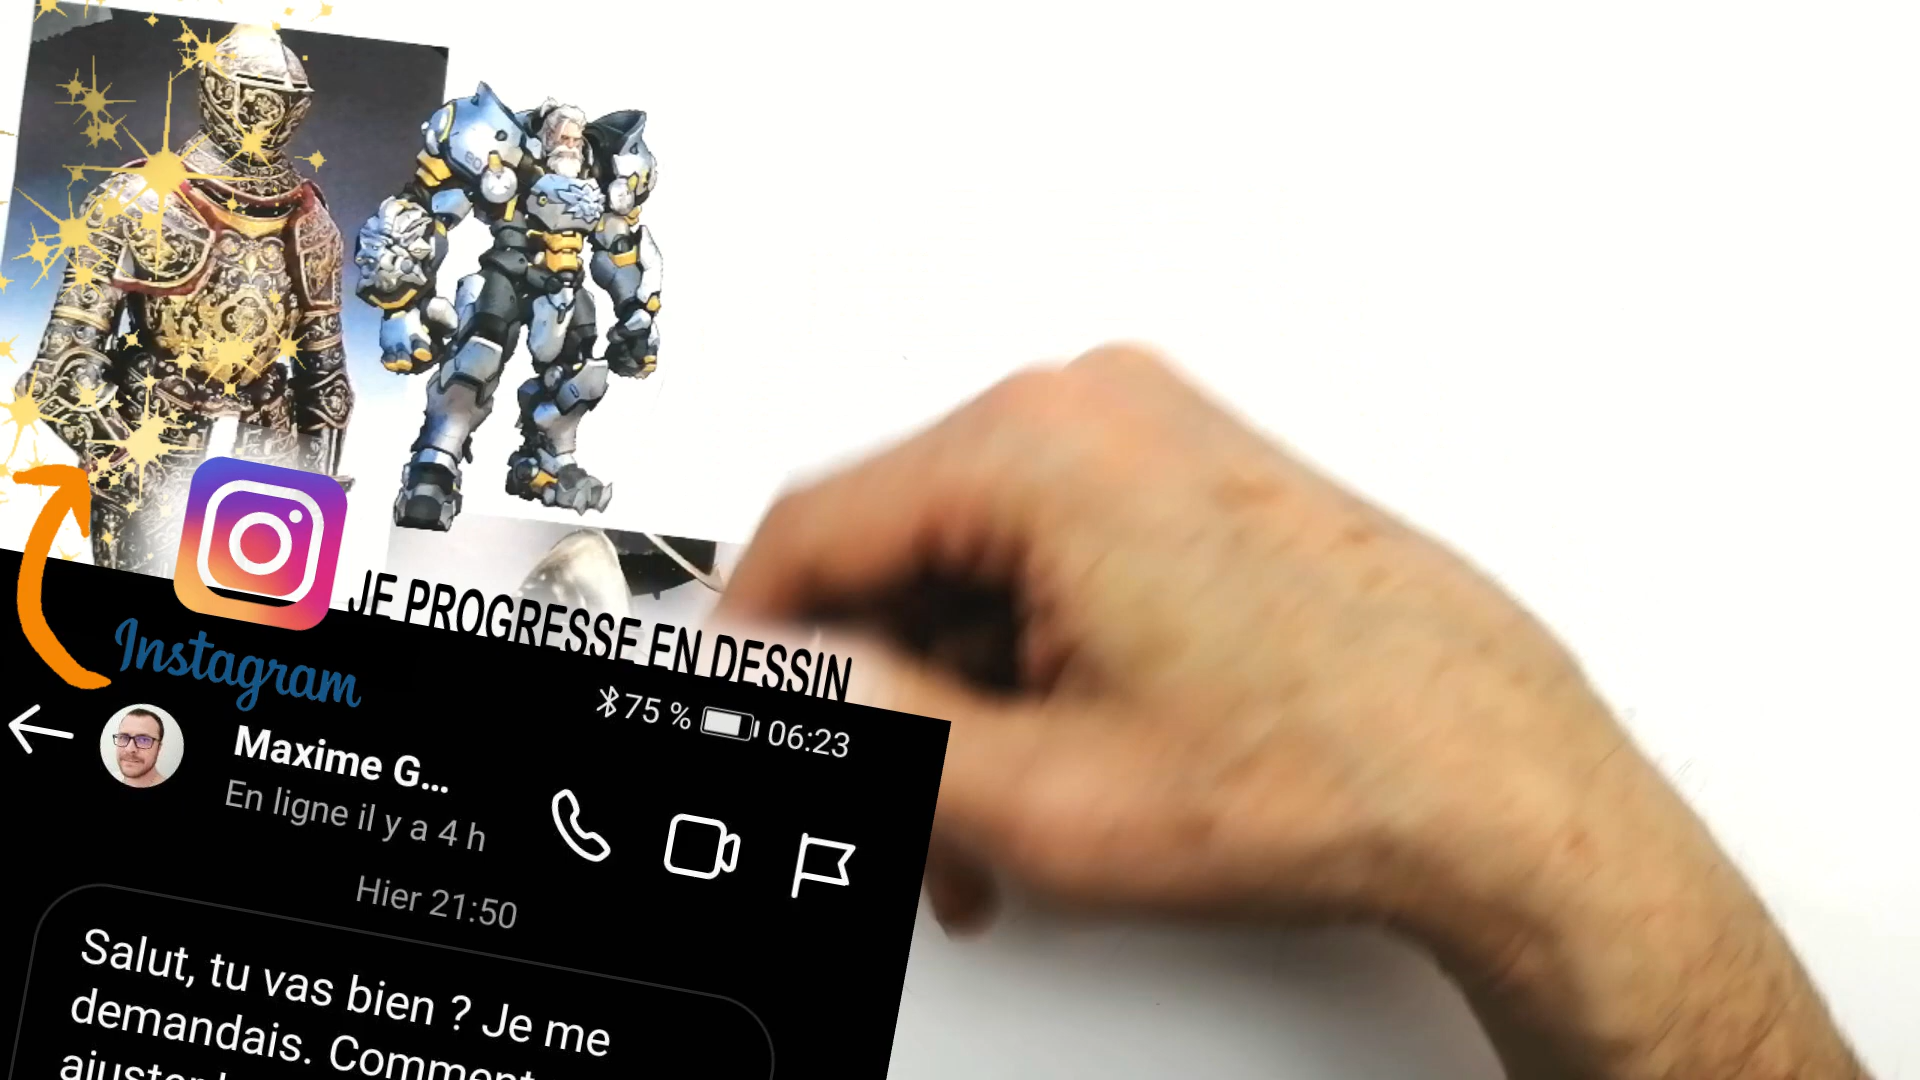 JE PROGRESSE EN DESSIN
Instagram
75 % 06:23
Maxime G...
En ligne il y a 4 h
Hier 21:50
Salut, tu vas bien ? Je me
demandais. Comment